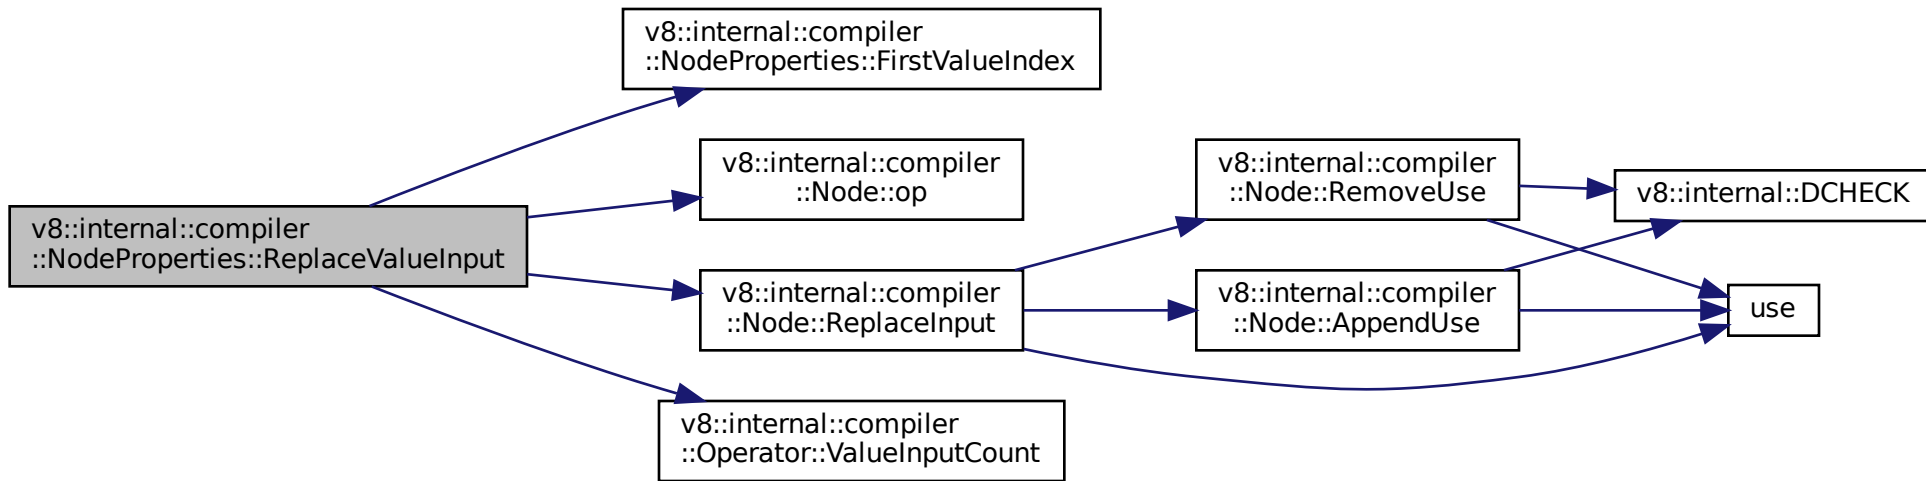 v8::internal::compiler
::NodeProperties::ReplaceValueInput
v8::internal::compiler
::NodeProperties::FirstValueIndex
v8::internal::compiler
::Node::op
v8::internal::compiler
::Node::ReplaceInput
v8::internal::compiler
::Operator::ValueInputCount
v8::internal::compiler
::Node::RemoveUse
v8::internal::compiler
::Node::AppendUse
v8::internal::DCHECK
use